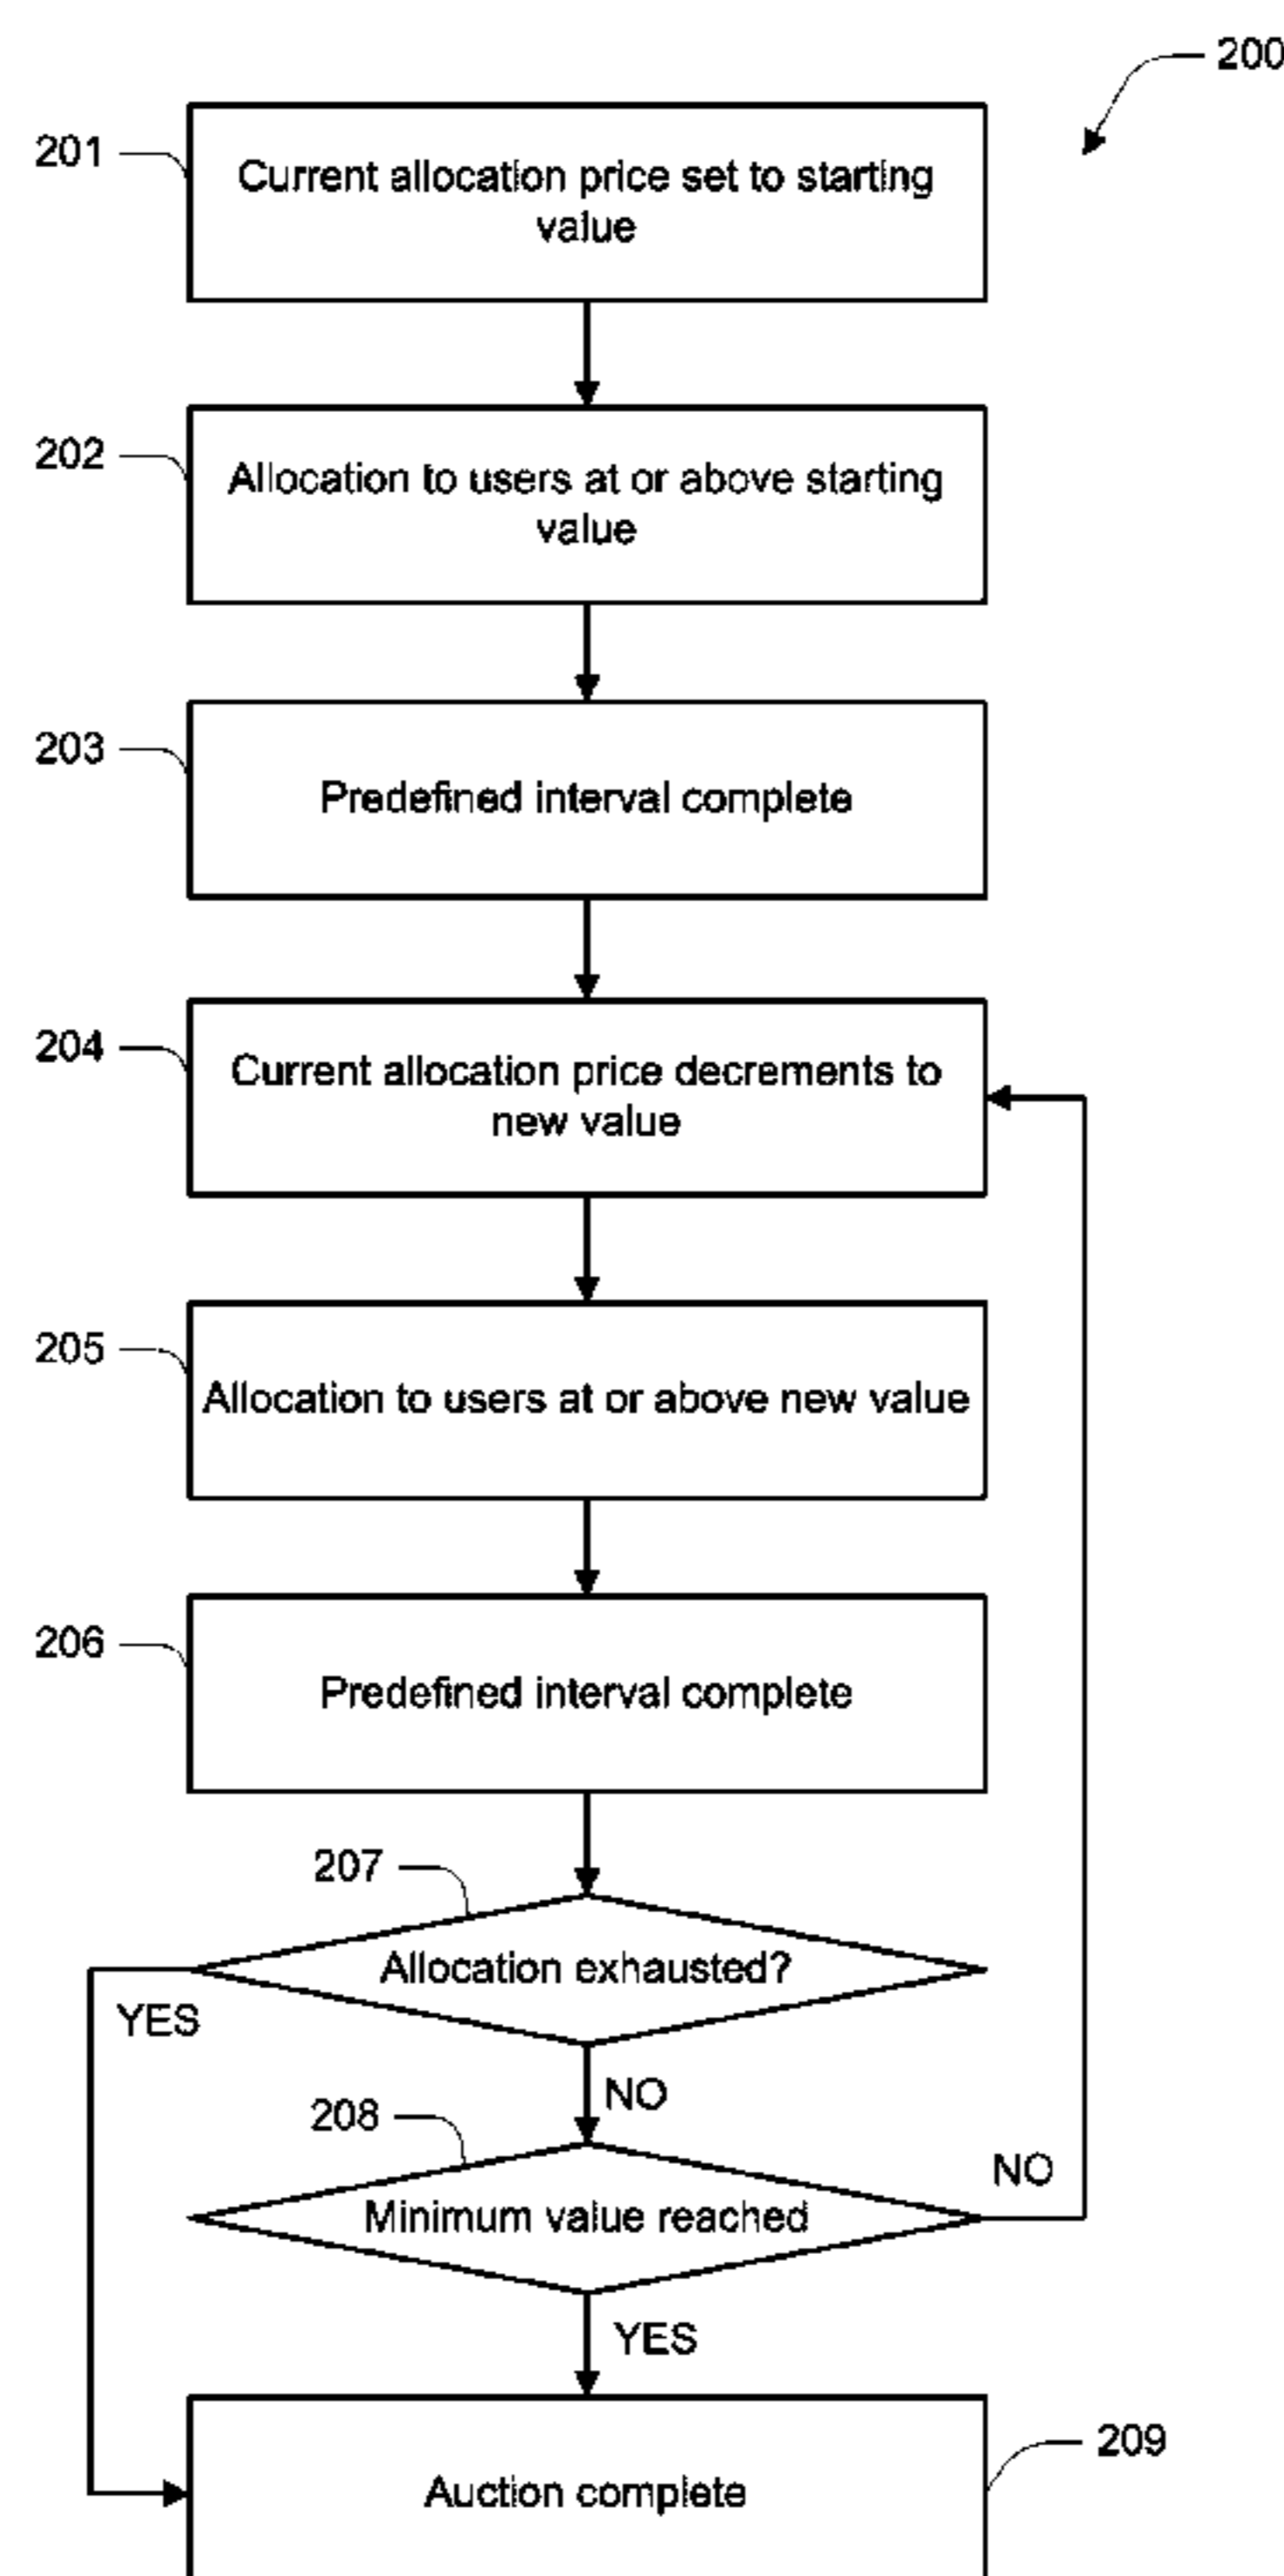 200
201
Current allocation price set to starting
value
202
Allocation to users at or above starting
value
203
Predefined interval complete
204
Current allocation price decrements to
new value
205
Allocation to users at or above new value
206
Predefined interval complete
207
Allocation exhausted?
YES
NO
208
Minimum value reached
NO
YES
209
Auction complete